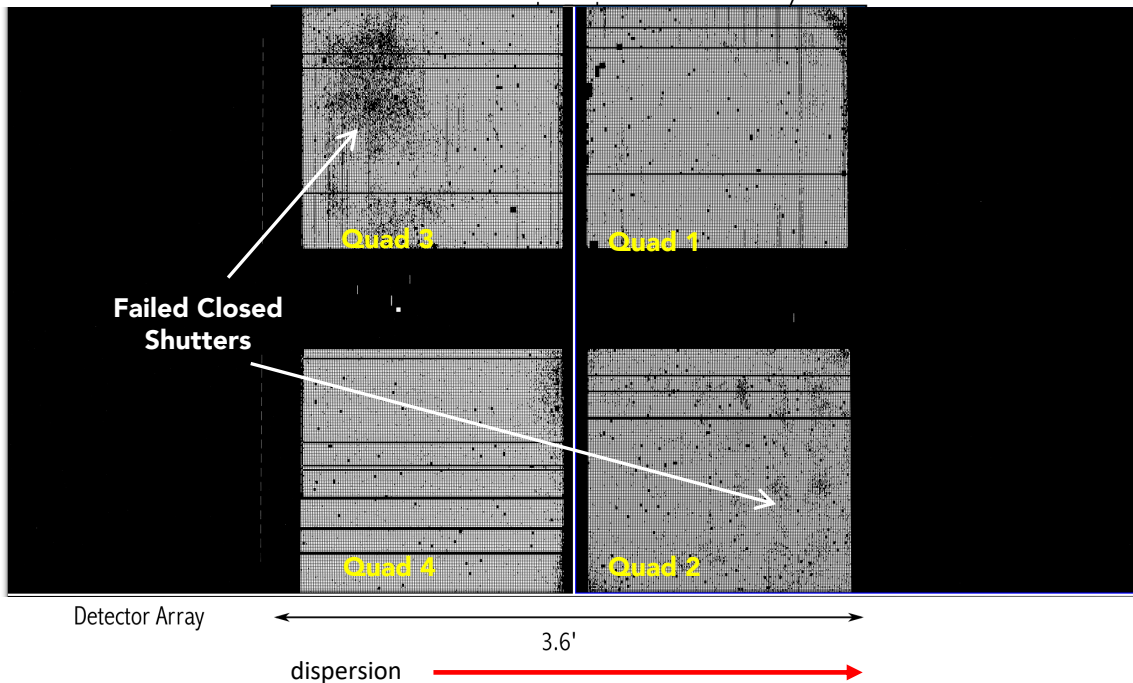 Quad 3
Quad 1
Failed Closed
Shutters
Quad 4
Quad 2
Detector Array
3.6'
dispersion